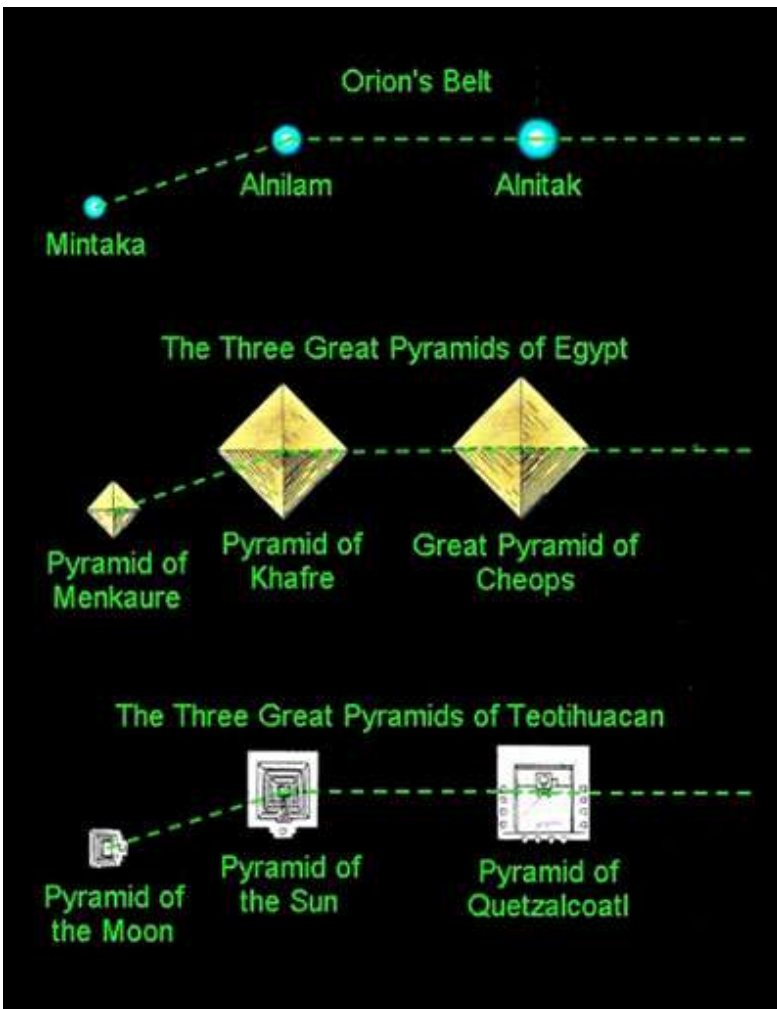 Orion's Belt
Alnilam
Alnitak
Mintaka
The Three Great Pyramids of Egypt
Pyramid of
Menkaure
Pyramid of
Khafre
Great Pyramid of
Cheops
The Three Great Pyramids of Teotihuacan
Pyramid of
the Moon
Pyramid of
the Sun
Pyramid of
Quetzalcoatl